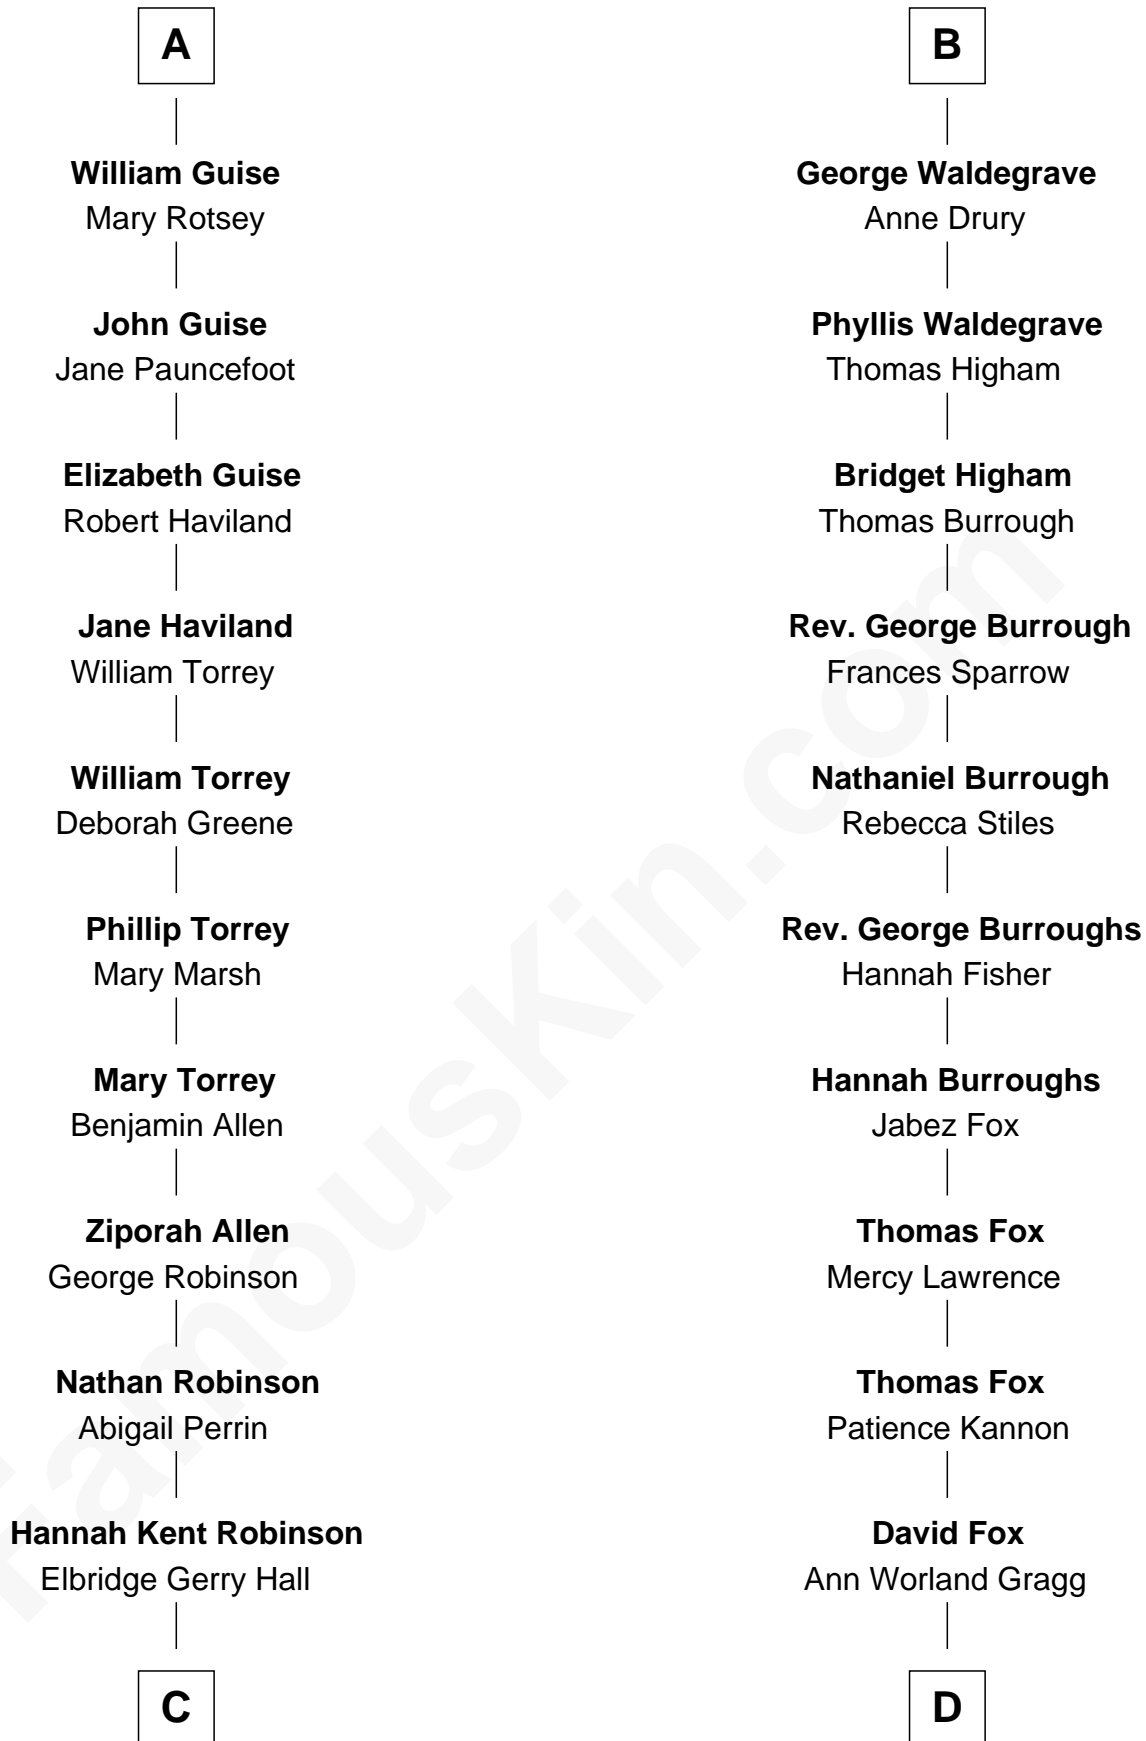 A
William Guise
Mary Rotsey
John Guise
Jane Pauncefoot
Elizabeth Guise
Robert Haviland
Jane Haviland
William Torrey
William Torrey
Deborah Greene
Phillip Torrey
Mary Marsh
Mary Torrey
Benjamin Allen
Ziporah Allen
George Robinson
Nathan Robinson
Abigail Perrin
Hannah Kent Robinson
Elbridge Gerry Hall
C
B
George Waldegrave
Anne Drury
Phyllis Waldegrave
Thomas Higham
Bridget Higham
Thomas Burrough
Rev. George Burrough
Frances Sparrow
Nathaniel Burrough
Rebecca Stiles
Rev. George Burroughs
Hannah Fisher
Hannah Burroughs
Jabez Fox
Thomas Fox
Mercy Lawrence
Thomas Fox
Patience Kannon
David Fox
Ann Worland Gragg
D
famouskin.com